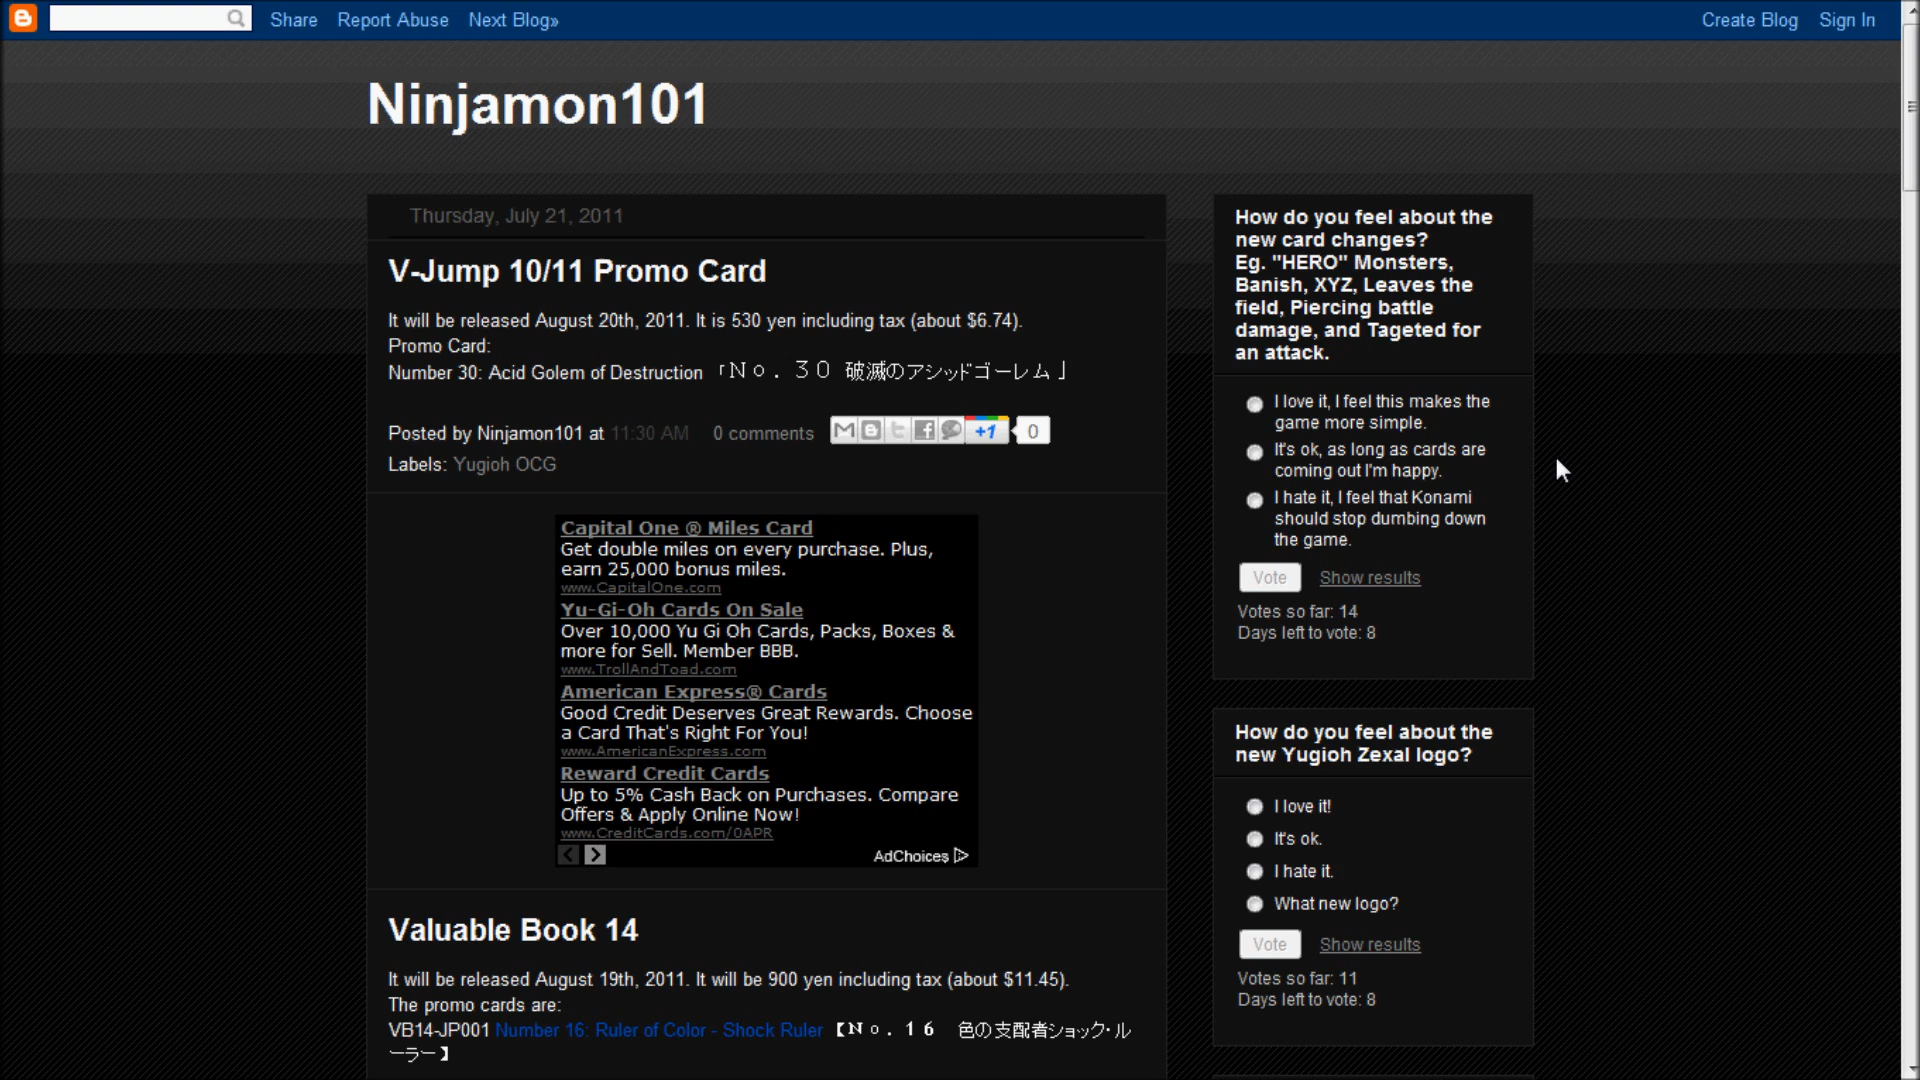 Share Report Abuse Next Blog» Create Blog Sign In
Ninjamon101
Thursday, July 21, 2011
V-Jump 10/11 Promo Card
It will be released August 20th, 2011. It is 530 yen including tax (about $6.74).
Promo Card:
Number 30: Acid Golem of Destruction 「Ｎｏ．３０ 破滅のアシッドゴーレム」
Posted by Ninjamon101 at 11:30 AM 0 comments +1 0
Labels: Yugioh OCG
Capital One ® Miles Card
Get double miles on every purchase. Plus,
earn 25,000 bonus miles.
www.CapitalOne.com
Yu-Gi-Oh Cards On Sale
Over 10,000 Yu Gi Oh Cards, Packs, Boxes &
more for Sell. Member BBB.
www.TrollAndToad.com
American Express® Cards
Good Credit Deserves Great Rewards. Choose
a Card That's Right For You!
www.AmericanExpress.com
Reward Credit Cards
Up to 5% Cash Back on Purchases. Compare
Offers & Apply Online Now!
www.CreditCards.com/0APR
AdChoices
Valuable Book 14
It will be released August 19th, 2011. It will be 900 yen including tax (about $11.45).
The promo cards are:
VB14-JP001 Number 16: Ruler of Color - Shock Ruler 【Ｎｏ．１６　色の支配者ショック・ル
ーラー】
How do you feel about the
new card changes?
Eg. "HERO" Monsters,
Banish, XYZ, Leaves the
field, Piercing battle
damage, and Tageted for
an attack.
I love it, I feel this makes the
game more simple.
It's ok, as long as cards are
coming out I'm happy.
I hate it, I feel that Konami
should stop dumbing down
the game.
Vote Show results
Votes so far: 14
Days left to vote: 8
How do you feel about the
new Yugioh Zexal logo?
I love it!
It's ok.
I hate it.
What new logo?
Vote Show results
Votes so far: 11
Days left to vote: 8